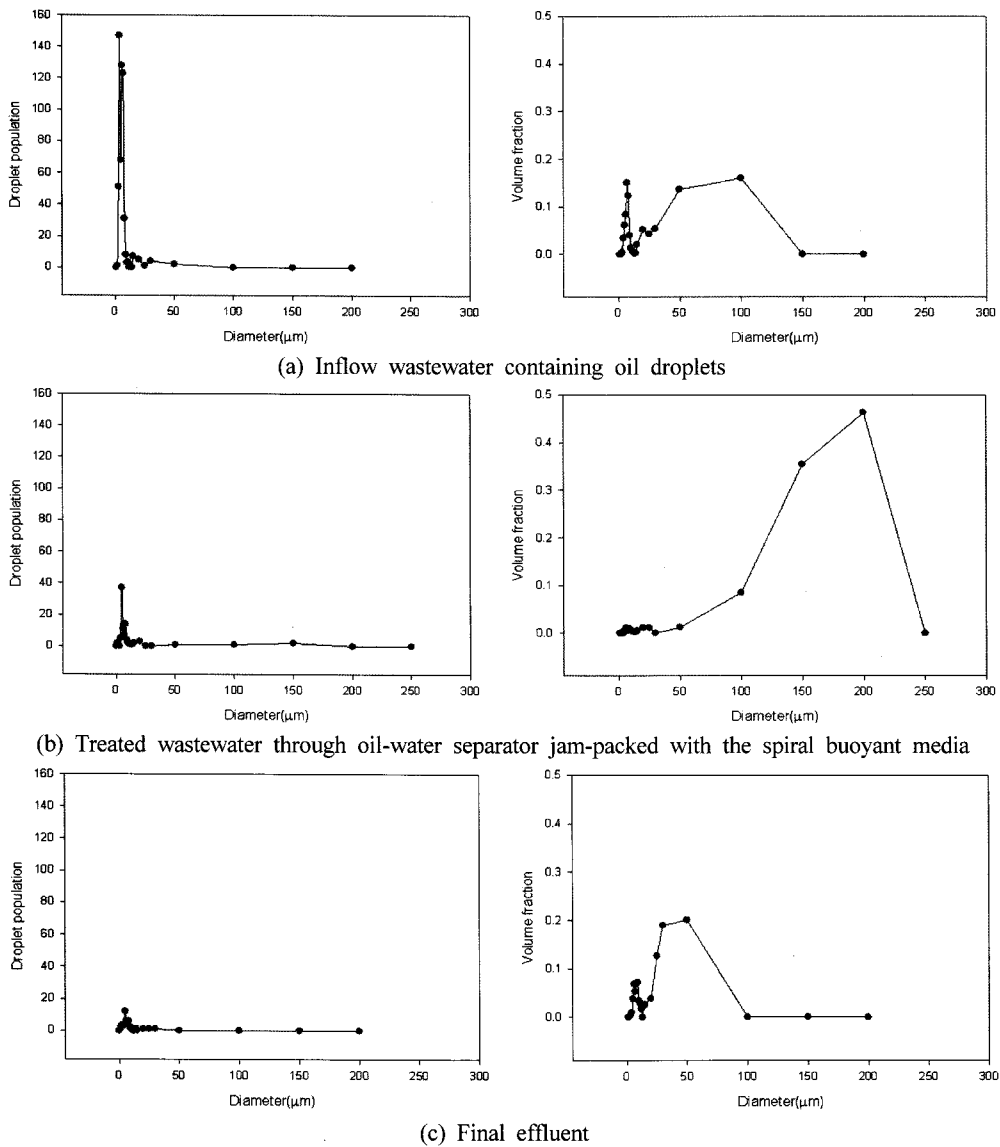 160
140
120
100
80
60
40
20
0
Droplet population
0 50 100 150 200 250 300
Diameter(μm)
0.5
0.4
0.3
0.2
0.1
0.0
Volume fraction
0 50 100 150 200 250 300
Diameter(μm)
(a) Inflow wastewater containing oil droplets
160
140
120
100
80
60
40
20
0
Droplet population
0 50 100 150 200 250 300
Diameter(μm)
0.5
0.4
0.3
0.2
0.1
0.0
Volume fraction
0 50 100 150 200 250 300
Diameter(μm)
(b) Treated wastewater through oil-water separator jam-packed with the spiral buoyant media
160
140
120
100
80
60
40
20
0
Droplet population
0 50 100 150 200 250 300
Diameter(μm)
0.5
0.4
0.3
0.2
0.1
0.0
Volume fraction
0 50 100 150 200 250 300
Diameter(μm)
(c) Final effluent